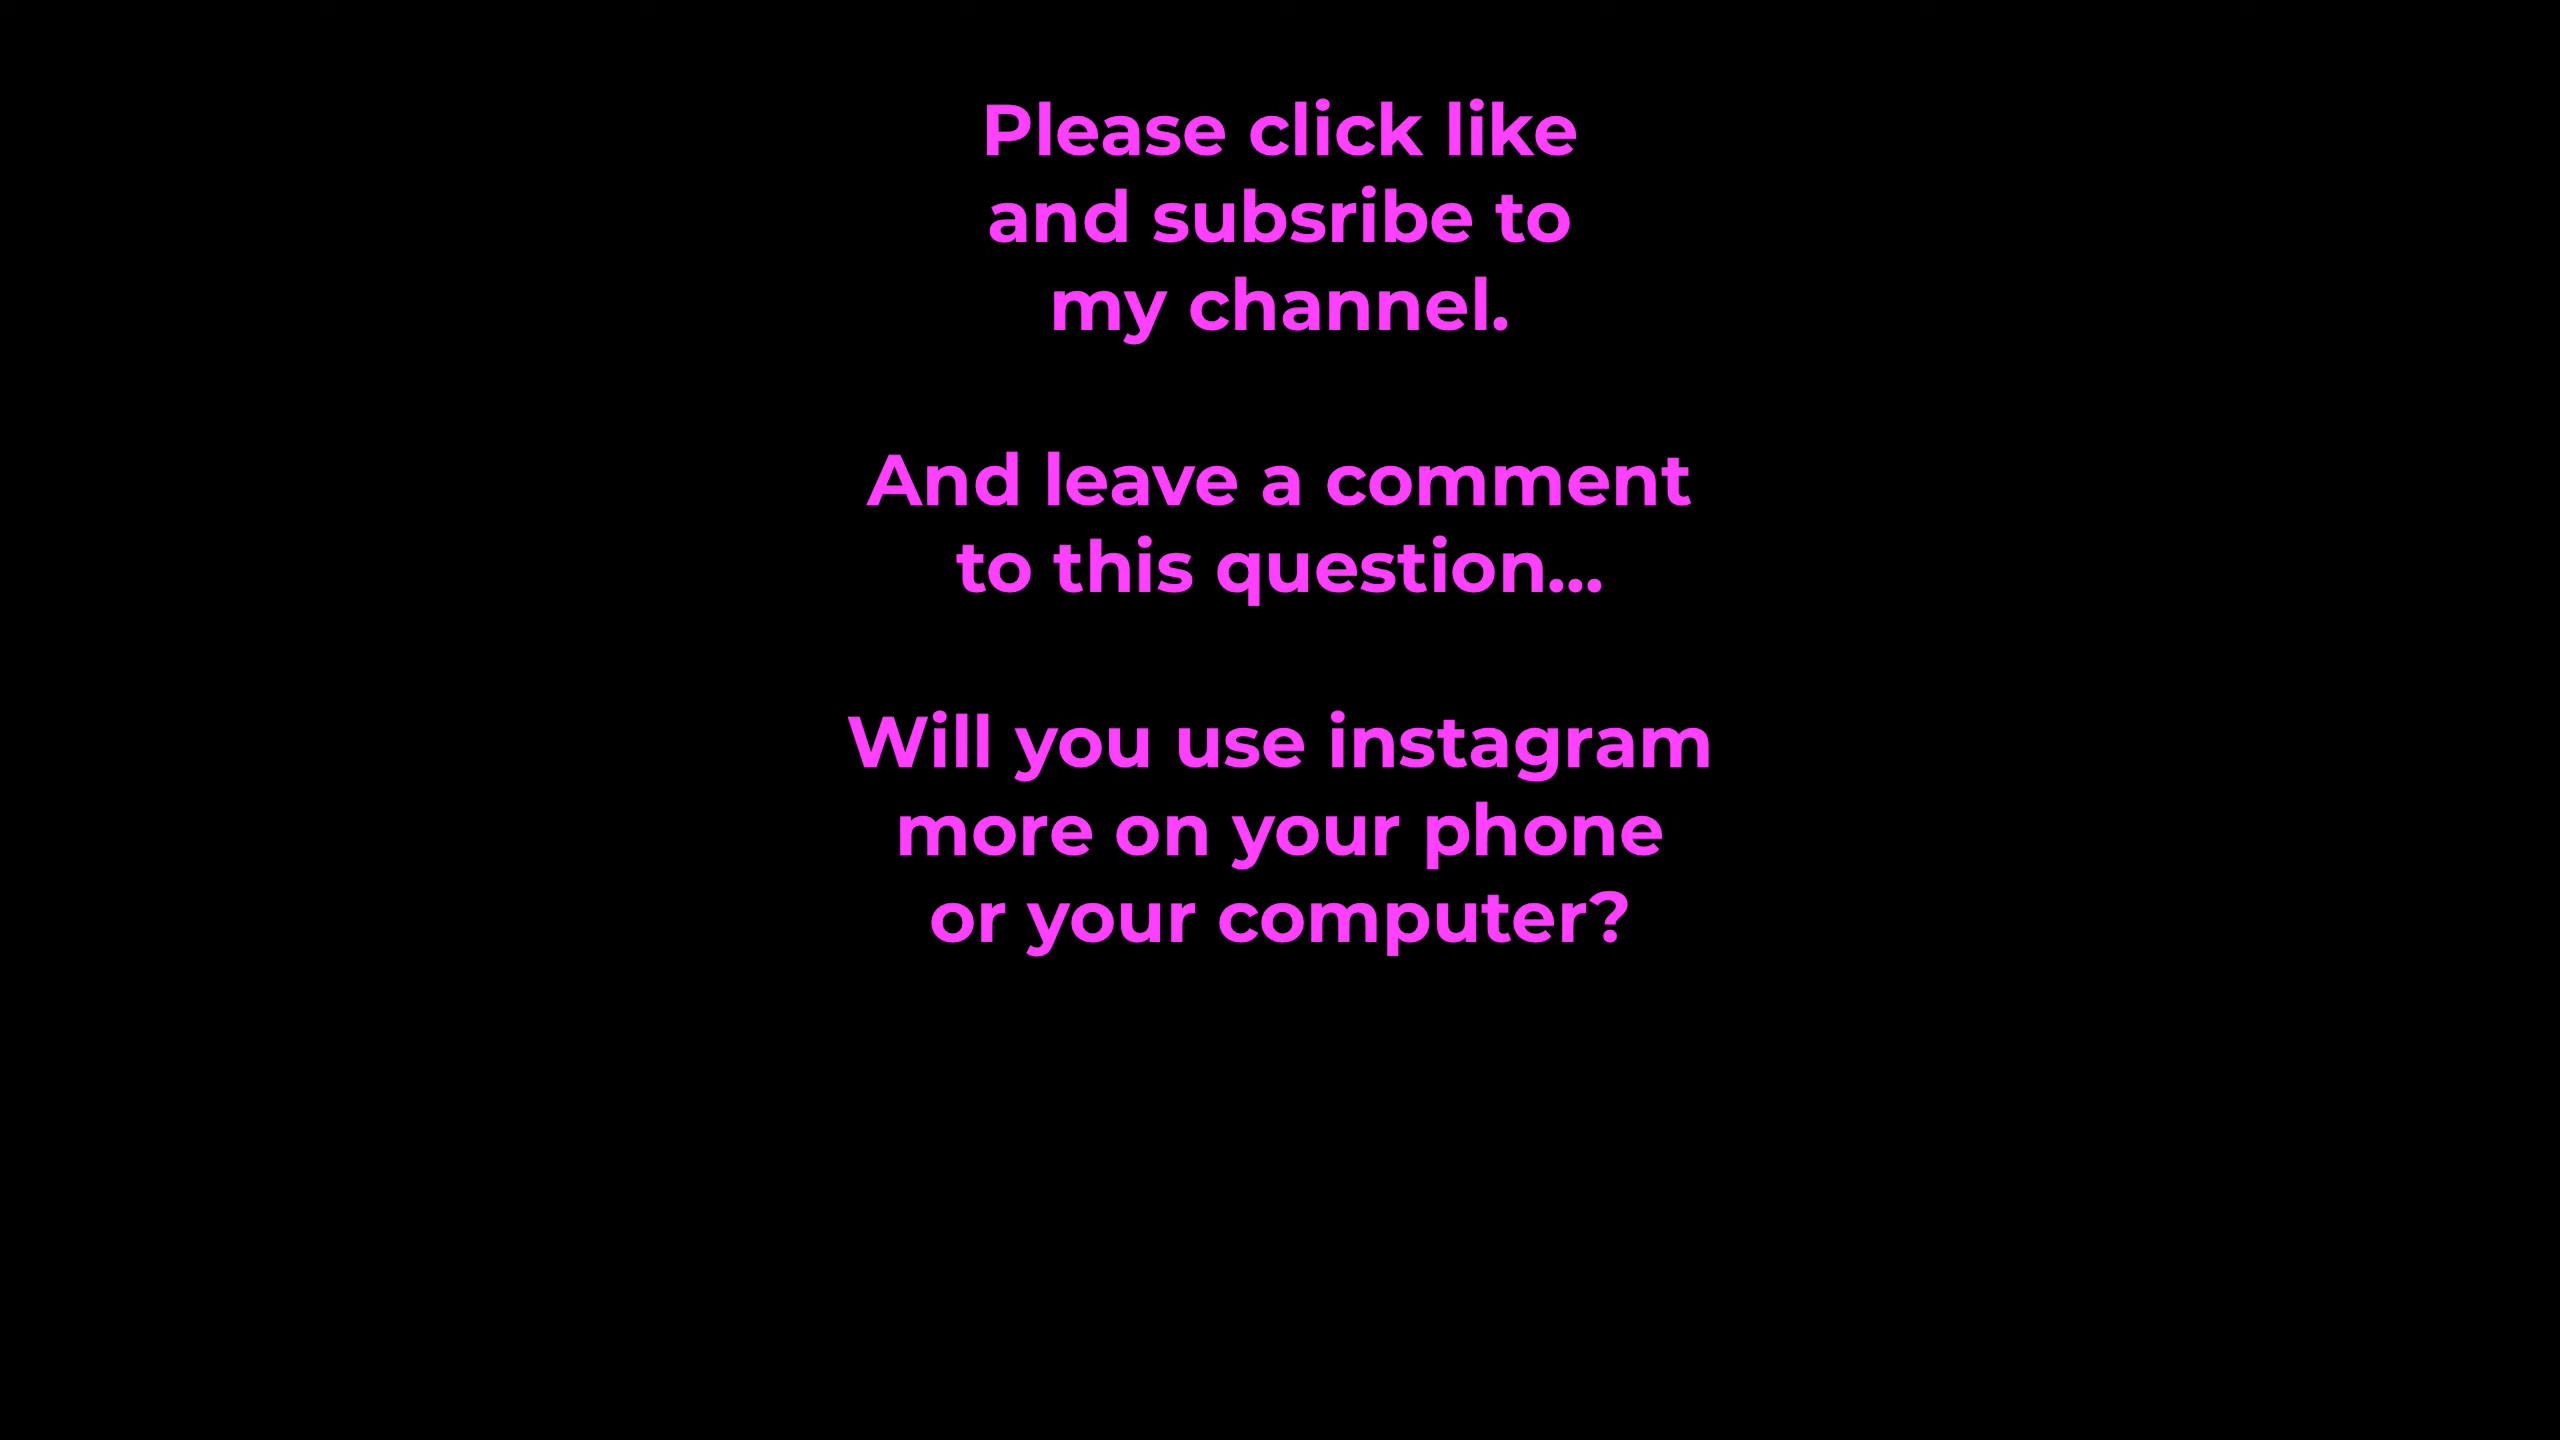 Please click like
and subsribe to
my channel.
And leave a comment
to this question...
Will you use instagram
more on your phone
or your computer?